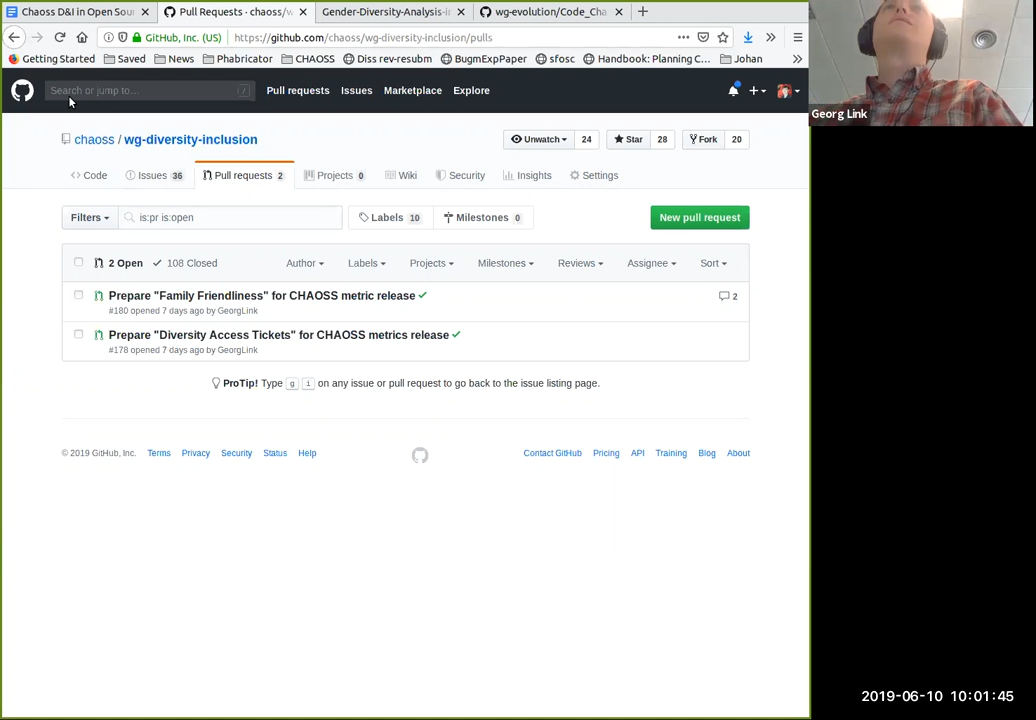 Chaoss D&I in Open Sour
Pull Requests · chaoss/w
Gender-Diversity-Analysis-i
wg-evolution/Code_Cha
GitHub, Inc. (US)
https://github.com/chaoss/wg-diversity-inclusion/pulls
Getting Started
Saved
News
Phabricator
CHAOSS
Diss rev-resubm
BugmExpPaper
sfosc
Handbook: Planning C…
Johan
Search or jump to…
/
Pull requests
Issues
Marketplace
Explore
Georg Link
chaoss / wg-diversity-inclusion
Unwatch
24
Star
28
Fork
20
Code
Issues 36
Pull requests 2
Projects 0
Wiki
Security
Insights
Settings
Filters
is:pr is:open
Labels 10
Milestones 0
New pull request
2 Open
108 Closed
Author
Labels
Projects
Milestones
Reviews
Assignee
Sort
Prepare "Family Friendliness" for CHAOSS metric release
2
#180 opened 7 days ago by GeorgLink
Prepare "Diversity Access Tickets" for CHAOSS metrics release
#178 opened 7 days ago by GeorgLink
ProTip! Type g i on any issue or pull request to go back to the issue listing page.
© 2019 GitHub, Inc.
Terms
Privacy
Security
Status
Help
Contact GitHub
Pricing
API
Training
Blog
About
2019-06-10 10:01:45